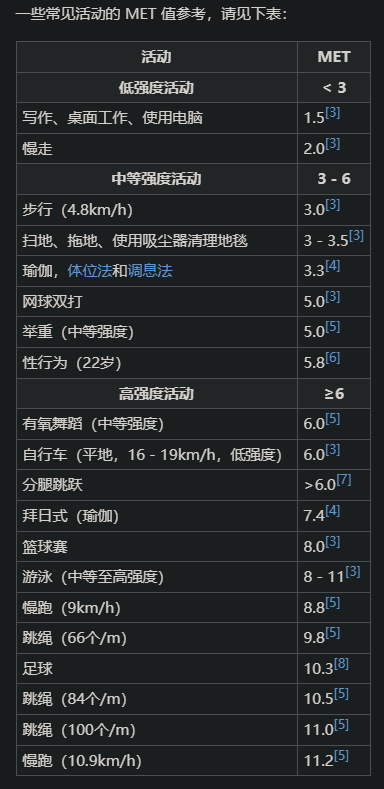 一些常见活动的 MET 值参考，请见下表：
活动 MET
低强度活动 < 3
写作、桌面工作、使用电脑 1.5[3]
慢走 2.0[3]
中等强度活动 3 - 6
步行（4.8km/h） 3.0[3]
扫地、拖地、使用吸尘器清理地毯 3 - 3.5[3]
瑜伽，体位法和调息法 3.3[4]
网球双打 5.0[3]
举重（中等强度） 5.0[5]
性行为（22岁） 5.8[6]
高强度活动 ≥6
有氧舞蹈（中等强度） 6.0[5]
自行车（平地，16 - 19km/h，低强度） 6.0[3]
分腿跳跃 >6.0[7]
拜日式（瑜伽） 7.4[4]
篮球赛 8.0[3]
游泳（中等至高强度） 8 - 11[3]
慢跑（9km/h） 8.8[5]
跳绳（66个/m） 9.8[5]
足球 10.3[8]
跳绳（84个/m） 10.5[5]
跳绳（100个/m） 11.0[5]
慢跑（10.9km/h） 11.2[5]